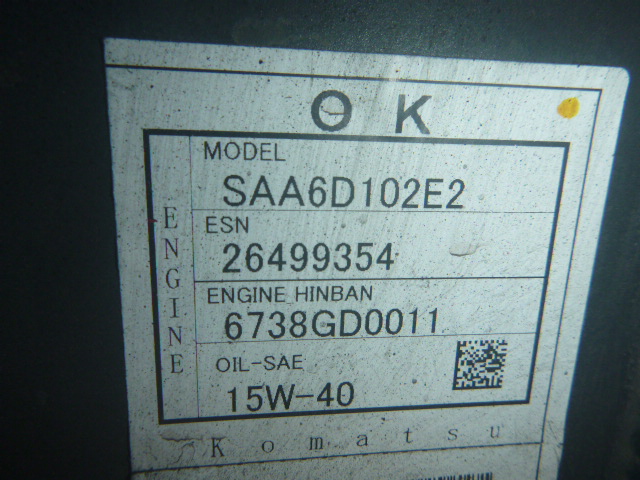 OK
ENGINE
MODEL
SAA6D102E2
ESN
26499354
ENGINE HINBAN
6738GD0011
OIL-SAE
15W-40
Komatsu